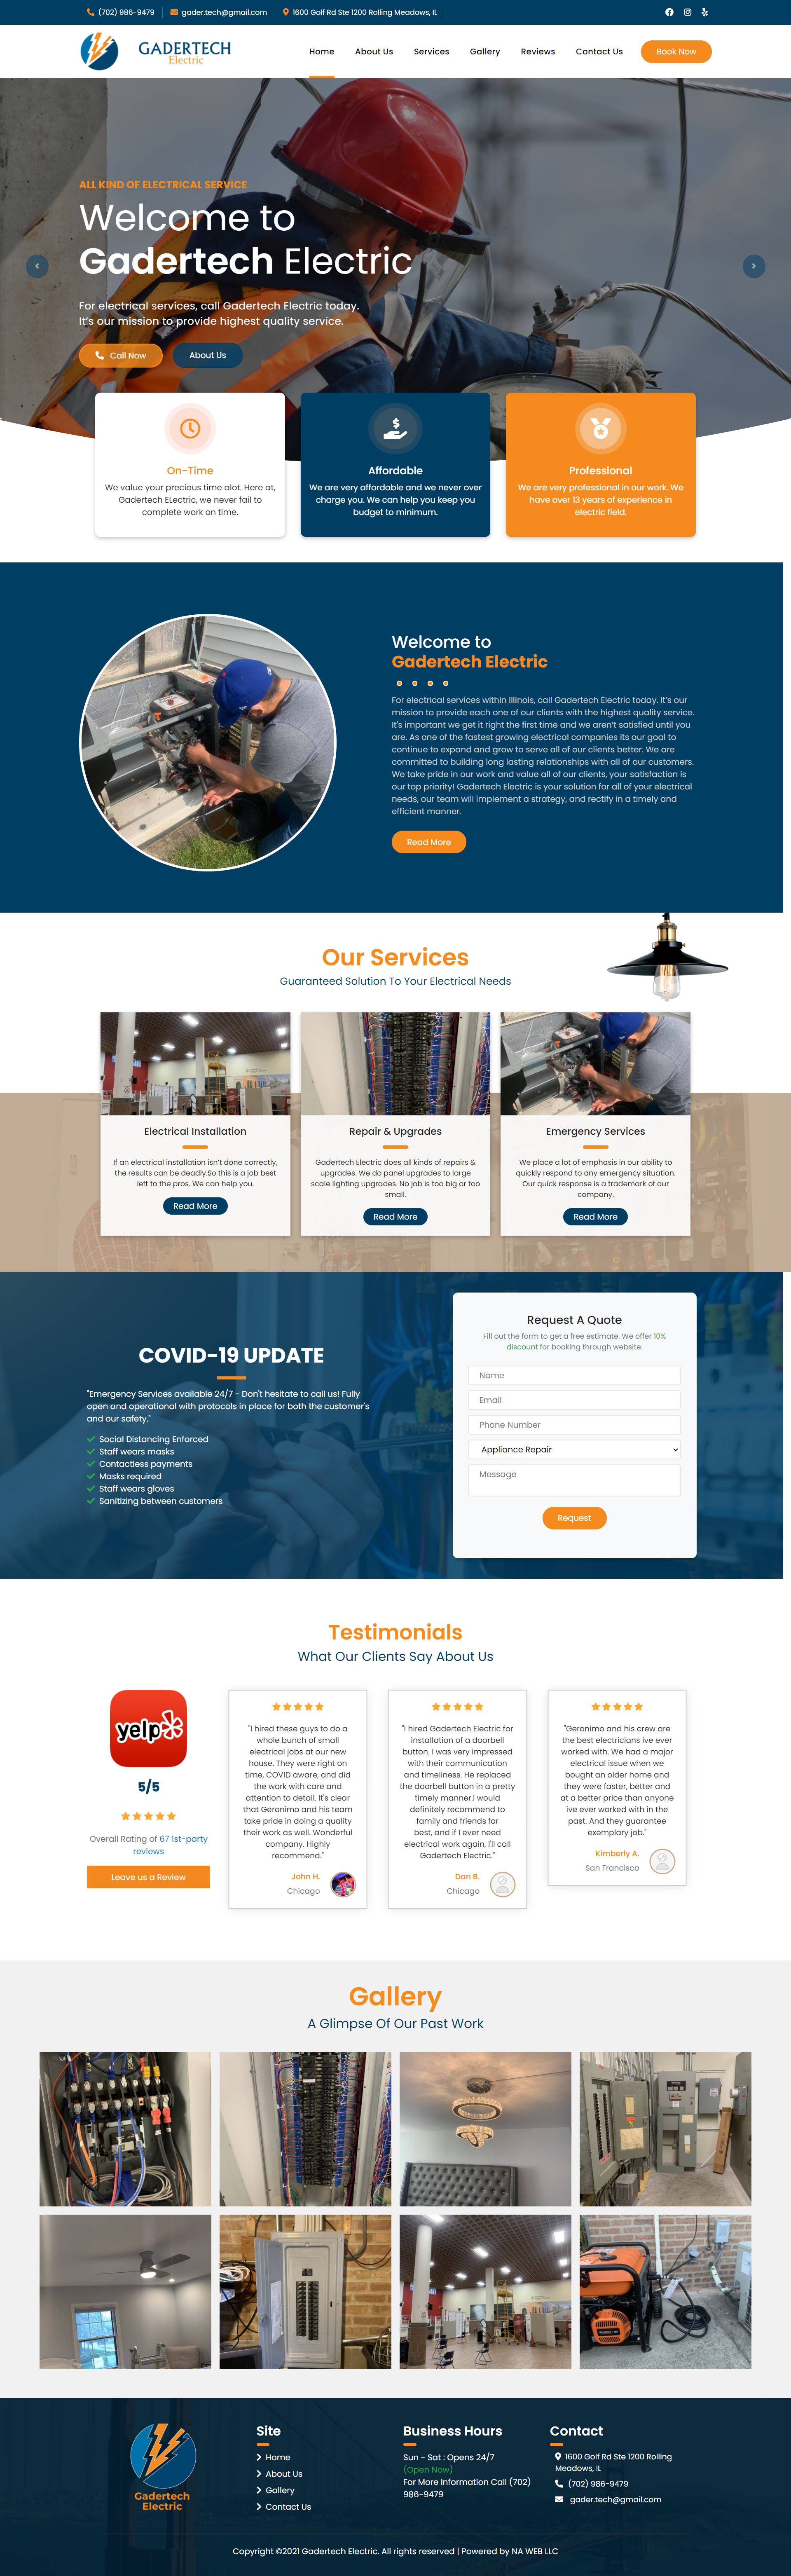 (702) 986-9479
gader.tech@gmail.com
1600 Golf Rd Ste 1200 Rolling Meadows, IL
GADERTECH
Electric
Home
About Us
Services
Gallery
Reviews
Contact Us
Book Now
ALL KIND OF ELECTRICAL SERVICE
Welcome to
Gadertech Electric
For electrical services, call Gadertech Electric today.
It's our mission to provide highest quality service.
Call Now
About Us
On-Time
We value your precious time alot. Here at,
Gadertech ELectric, we never fail to
complete work on time.
Affordable
We are very affordable and we never over
charge you. We can help you keep you
budget to minimum.
Professional
We are very professional in our work. We
have over 13 years of experience in
electric field.
Welcome to
Gadertech Electric
For electrical services within Illinois, call Gadertech Electric today. It's our
mission to provide each one of our clients with the highest quality service.
It's important we get it right the first time and we aren't satisfied until you
are. As one of the fastest growing electrical companies its our goal to
continue to expand and grow to serve all of our clients better. We are
committed to building long lasting relationships with all of our customers.
We take pride in our work and value all of our clients, your satisfaction is
our top priority! Gadertech Electric is your solution for all of your electrical
needs, our team will implement a strategy, and rectify in a timely and
efficient manner.
Read More
Our Services
Guaranteed Solution To Your Electrical Needs
Electrical Installation
If an electrical installation isn't done correctly,
the results can be deadly.So this is a job best
left to the pros. We can help you.
Read More
Repair & Upgrades
Gadertech Electric does all kinds of repairs &
upgrades. We do panel upgrades to large
scale lighting upgrades. No job is too big or too
small.
Read More
Emergency Services
We place a lot of emphasis in our ability to
quickly respond to any emergency situation.
Our quick response is a trademark of our
company.
Read More
COVID-19 UPDATE
"Emergency Services available 24/7 - Don't hesitate to call us! Fully
open and operational with protocols in place for both the customer's
and our safety."
Social Distancing Enforced
Staff wears masks
Contactless payments
Masks required
Staff wears gloves
Sanitizing between customers
Request A Quote
Fill out the form to get a free estimate. We offer 10%
discount for booking through website.
Name
Email
Phone Number
Appliance Repair
Message
Request
Testimonials
What Our Clients Say About Us
yelp
5/5
Overall Rating of 67 1st-party
reviews
Leave us a Review
"I hired these guys to do a
whole bunch of small
electrical jobs at our new
house. They were right on
time, COVID aware, and did
the work with care and
attention to detail. It's clear
that Geronimo and his team
take pride in doing a quality
their work as well. Wonderful
company. Highly
recommend."
John H.
Chicago
"I hired Gadertech Electric for
installation of a doorbell
button. I was very impressed
with their communication
and timeliness. He replaced
the doorbell button in a pretty
timely manner.I would
definitely recommend to
family and friends for
best, and if I ever need
electrical work again, I'll call
Gadertech Electric."
Dan B.
Chicago
"Geronimo and his crew are
the best electricians ive ever
worked with. We had a major
electrical issue when we
bought an older home and
they were faster, better and
at a better price than anyone
ive ever worked with in the
past. And they guarantee
exemplary job."
Kimberly A.
San Francisco
Gallery
A Glimpse Of Our Past Work
Gadertech
Electric
Site
Home
About Us
Gallery
Contact Us
Business Hours
Sun - Sat : Opens 24/7
(Open Now)
For More Information Call (702)
986-9479
Contact
1600 Golf Rd Ste 1200 Rolling
Meadows, IL
(702) 986-9479
gader.tech@gmail.com
Copyright ©2021 Gadertech Electric. All rights reserved | Powered by NA WEB LLC